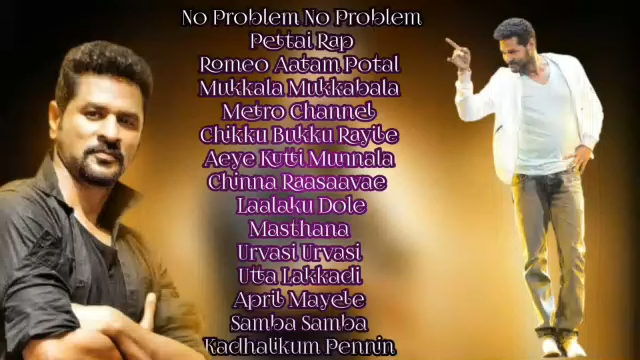 No Problem No Problem
Pettai Rap
Romeo Aatam Potal
Mukkala Mukkabala
Metro Channel
Chikku Bukku Rayile
Aeye Kutti Munnala
Chinna Raasaavae
Laalaku Dole
Masthana
Urvasi Urvasi
Utta Lakkadi
April Mayele
Samba Samba
Kadhalikum Pennin